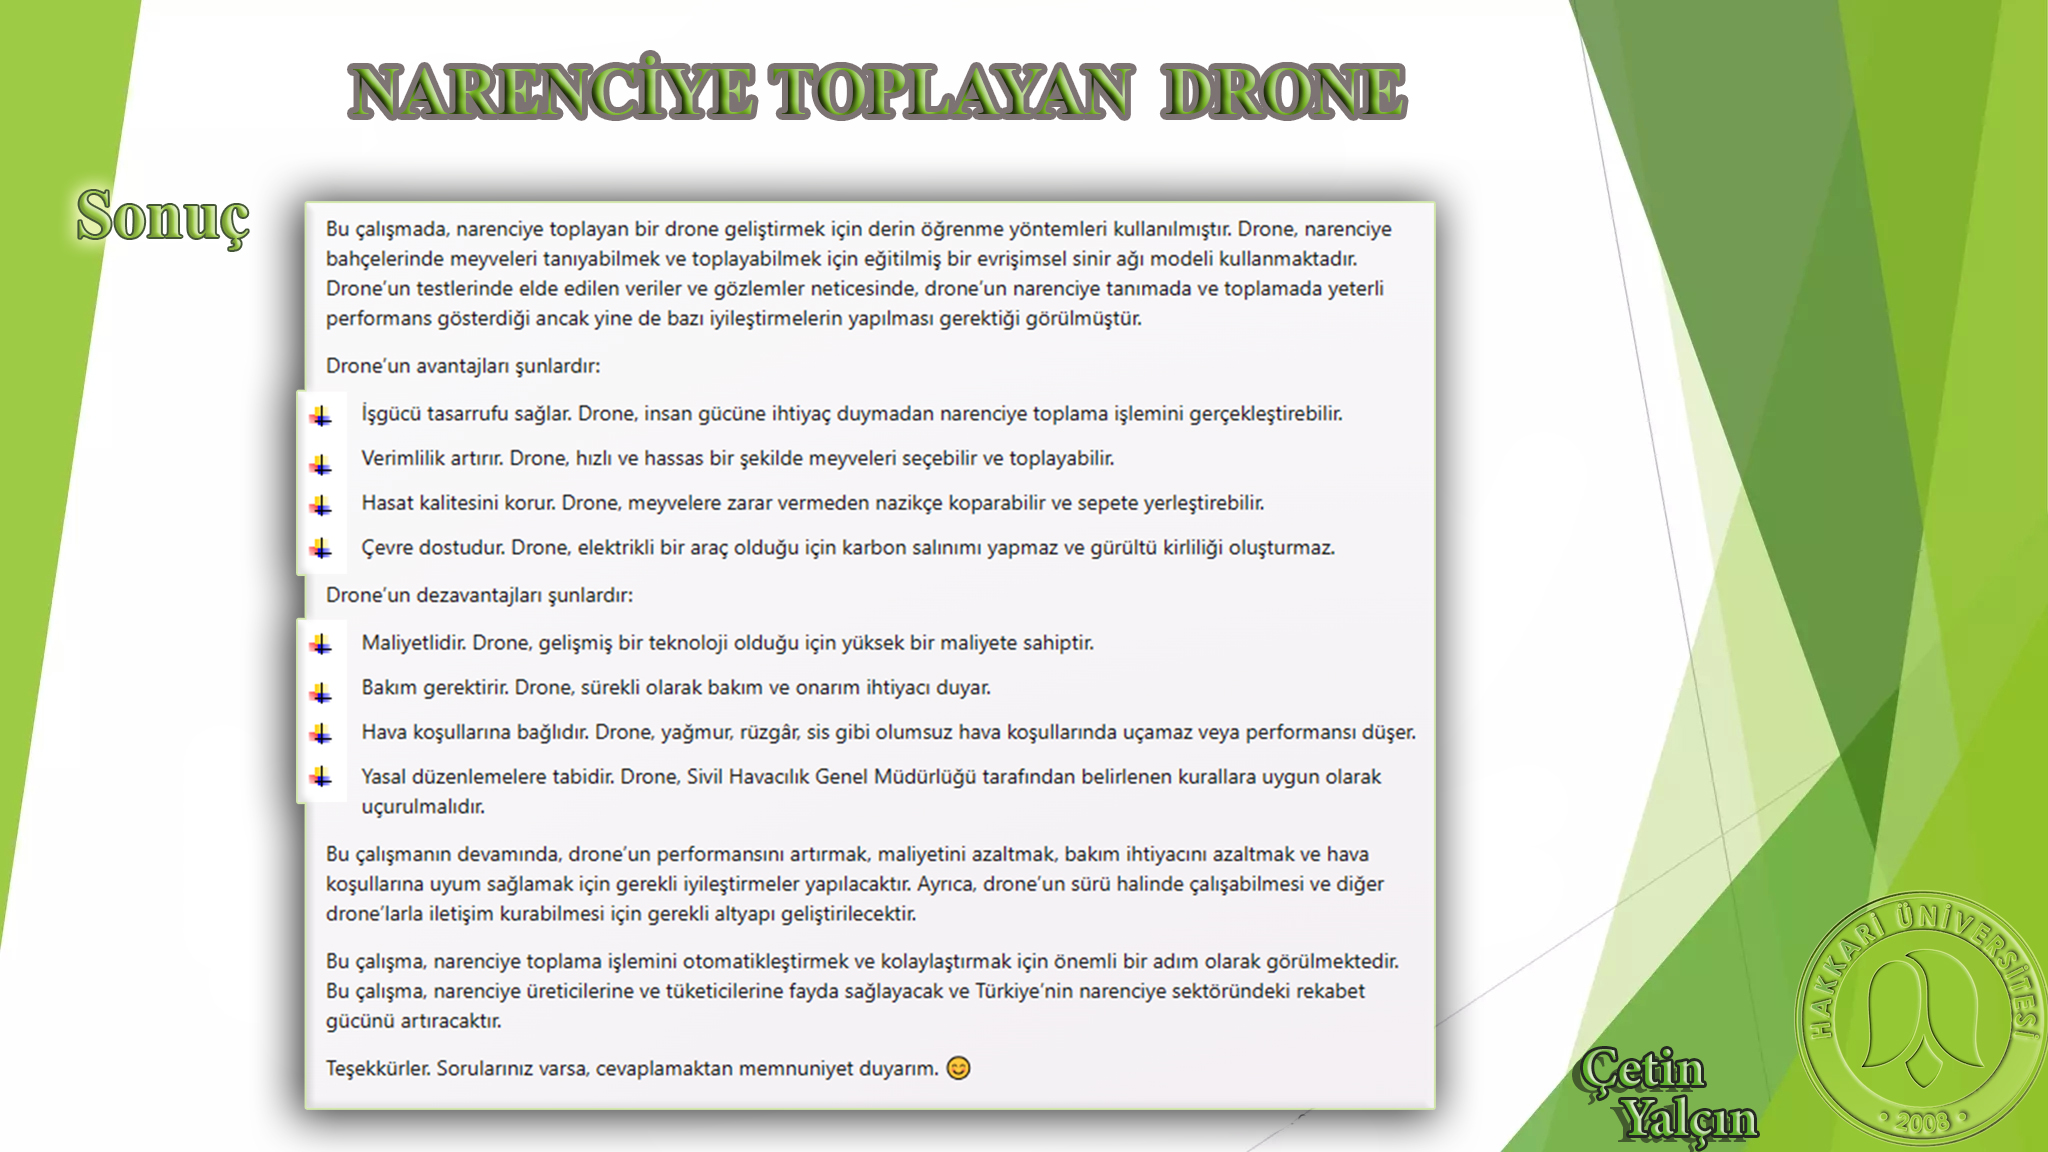 NARENCİYE TOPLAYAN DRONE
Sonuç
Bu çalışmada, narenciye toplayan bir drone geliştirmek için derin öğrenme yöntemleri kullanılmıştır. Drone, narenciye
bahçelerinde meyveleri tanıyabilmek ve toplayabilmek için eğitilmiş bir evrişimsel sinir ağı modeli kullanmaktadır.
Drone’un testlerinde elde edilen veriler ve gözlemler neticesinde, drone’un narenciye tanımada ve toplamada yeterli
performans gösterdiği ancak yine de bazı iyileştirmelerin yapılması gerektiği görülmüştür.
Drone’un avantajları şunlardır:
İşgücü tasarrufu sağlar. Drone, insan gücüne ihtiyaç duymadan narenciye toplama işlemini gerçekleştirebilir.
Verimlilik artırır. Drone, hızlı ve hassas bir şekilde meyveleri seçebilir ve toplayabilir.
Hasat kalitesini korur. Drone, meyvelere zarar vermeden nazikçe koparabilir ve sepete yerleştirebilir.
Çevre dostudur. Drone, elektrikli bir araç olduğu için karbon salınımı yapmaz ve gürültü kirliliği oluşturmaz.
Drone’un dezavantajları şunlardır:
Maliyetlidir. Drone, gelişmiş bir teknoloji olduğu için yüksek bir maliyete sahiptir.
Bakım gerektirir. Drone, sürekli olarak bakım ve onarım ihtiyacı duyar.
Hava koşullarına bağlıdır. Drone, yağmur, rüzgâr, sis gibi olumsuz hava koşullarında uçamaz veya performansı düşer.
Yasal düzenlemelere tabidir. Drone, Sivil Havacılık Genel Müdürlüğü tarafından belirlenen kurallara uygun olarak
uçurulmalıdır.
Bu çalışmanın devamında, drone’un performansını artırmak, maliyetini azaltmak, bakım ihtiyacını azaltmak ve hava
koşullarına uyum sağlamak için gerekli iyileştirmeler yapılacaktır. Ayrıca, drone’un sürü halinde çalışabilmesi ve diğer
drone’larla iletişim kurabilmesi için gerekli altyapı geliştirilecektir.
Bu çalışma, narenciye toplama işlemini otomatikleştirmek ve kolaylaştırmak için önemli bir adım olarak görülmektedir.
Bu çalışma, narenciye üreticilerine ve tüketicilerine fayda sağlayacak ve Türkiye’nin narenciye sektöründeki rekabet
gücünü artıracaktır.
Teşekkürler. Sorularınız varsa, cevaplamaktan memnuniyet duyarım. 😊
Çetin
Yalçın
HAKKARİ ÜNİVERSİTESİ
• 2008 •